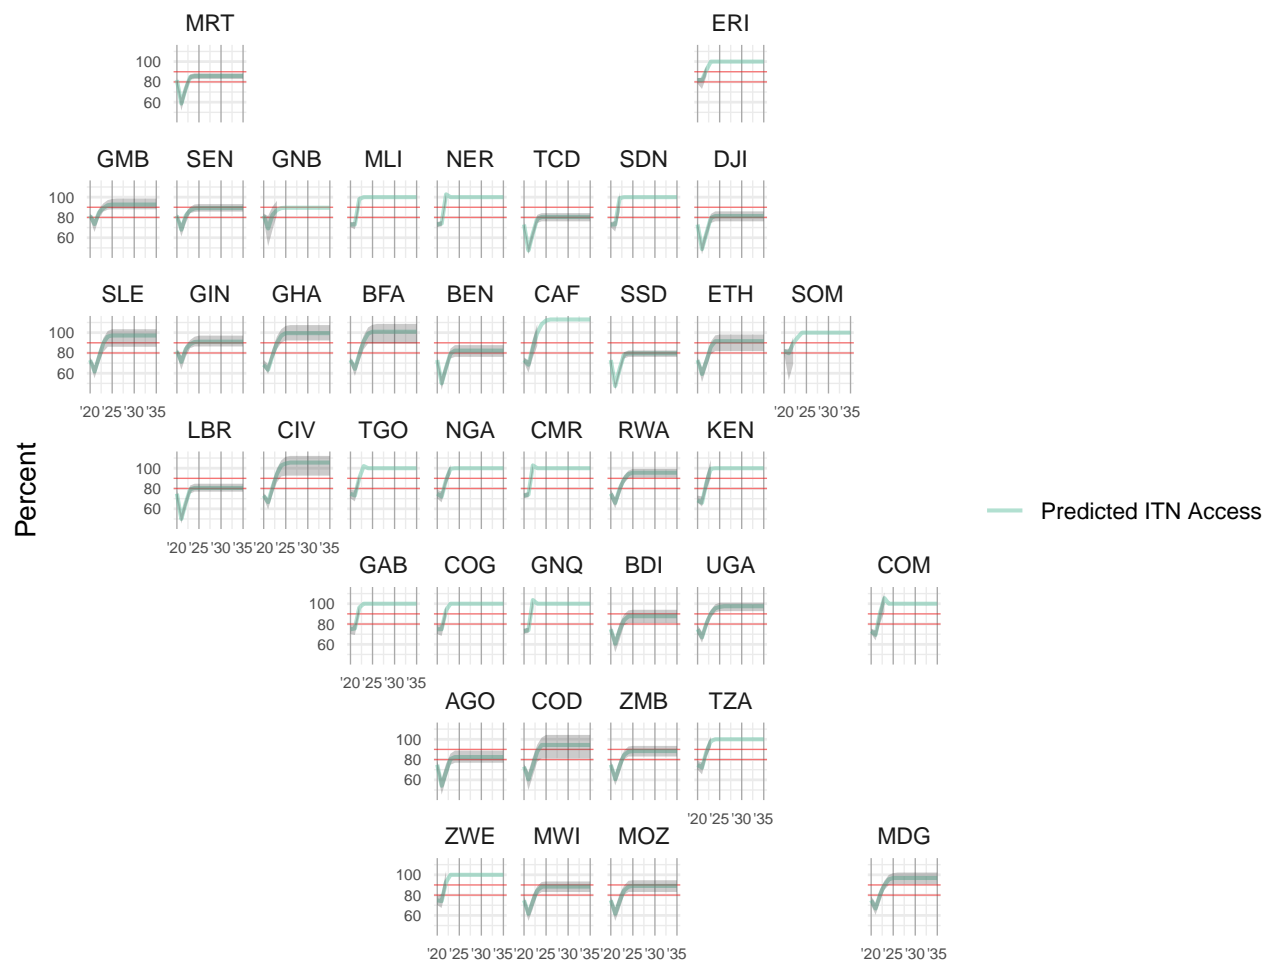 MRT ERI
100
80
60
GMB SEN GNB MLI NER TCD SDN DJI
100
80
60
SLE GIN GHA BFA BEN CAF SSD ETH SOM
100
80
60
'20 '25 '30 '35 '20 '25 '30 '35
LBR CIV TGO NGA CMR RWA KEN
100
80
60
'20 '25 '30 '35 '20 '25 '30 '35
GAB COG GNQ BDI UGA COM
100
80
60
'20 '25 '30 '35
AGO COD ZMB TZA
100
80
60
'20 '25 '30 '35
ZWE MWI MOZ MDG
100
80
60
'20 '25 '30 '35 '20 '25 '30 '35 '20 '25 '30 '35 '20 '25 '30 '35
Percent
Predicted ITN Access